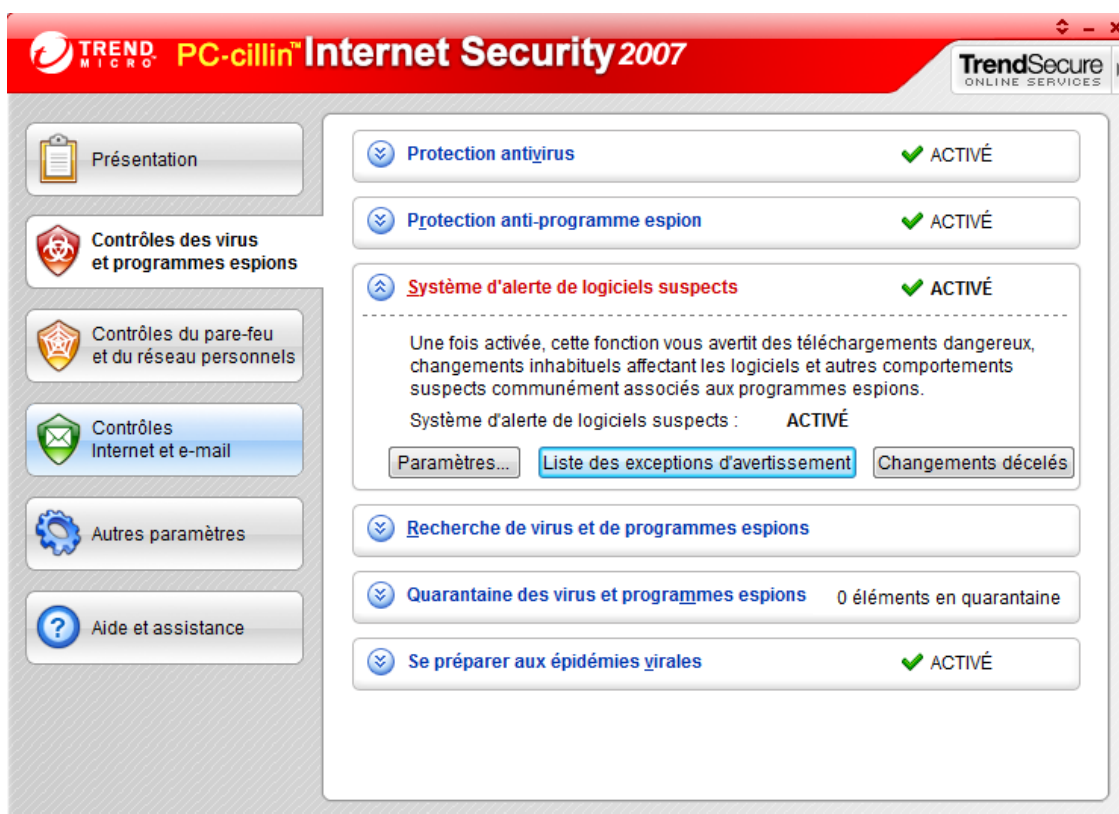 TREND MICRO PC-cillin™ Internet Security 2007
TrendSecure
ONLINE SERVICES
Présentation
Contrôles des virus
et programmes espions
Contrôles du pare-feu
et du réseau personnels
Contrôles
Internet et e-mail
Autres paramètres
Aide et assistance
Protection antivirus ACTIVÉ
Protection anti-programme espion ACTIVÉ
Système d'alerte de logiciels suspects ACTIVÉ
Une fois activée, cette fonction vous avertit des téléchargements dangereux,
changements inhabituels affectant les logiciels et autres comportements
suspects communément associés aux programmes espions.
Système d'alerte de logiciels suspects : ACTIVÉ
Paramètres... Liste des exceptions d'avertissement Changements décelés
Recherche de virus et de programmes espions
Quarantaine des virus et programmes espions 0 éléments en quarantaine
Se préparer aux épidémies virales ACTIVÉ